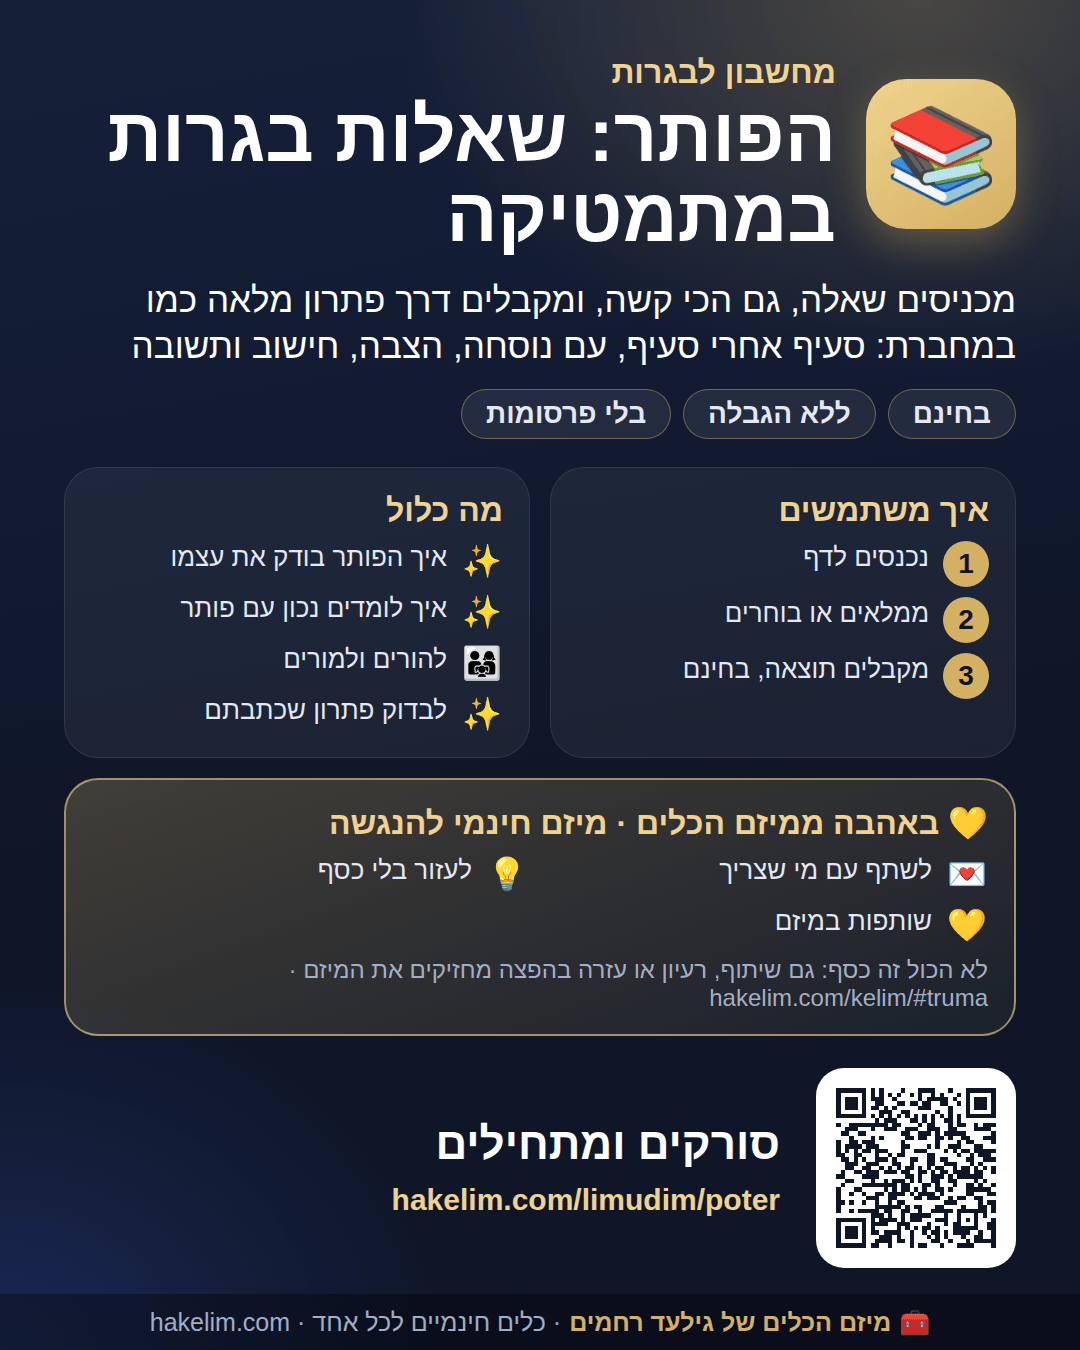 מחשבון לבגרות
הפותר: שאלות בגרות
במתמטיקה
מכניסים שאלה, גם הכי קשה, ומקבלים דרך פתרון מלאה כמו
במחברת: סעיף אחרי סעיף, עם נוסחה, הצבה, חישוב ותשובה
בחינם
ללא הגבלה
בלי פרסומות
איך משתמשים
1 נכנסים לדף
2 ממלאים או בוחרים
3 מקבלים תוצאה, בחינם
מה כלול
✨ איך הפותר בודק את עצמו
✨ איך לומדים נכון עם פותר
👨‍👩‍👧 להורים ולמורים
✨ לבדוק פתרון שכתבתם
💛 באהבה ממיזם הכלים · מיזם חינמי להנגשה
💌 לשתף עם מי שצריך
💡 לעזור בלי כסף
💛 שותפות במיזם
לא הכול זה כסף: גם שיתוף, רעיון או עזרה בהפצה מחזיקים את המיזם ·
hakelim.com/kelim/#truma
סורקים ומתחילים
hakelim.com/limudim/poter
🧰 מיזם הכלים של גילעד רחמים · כלים חינמיים לכל אחד · hakelim.com